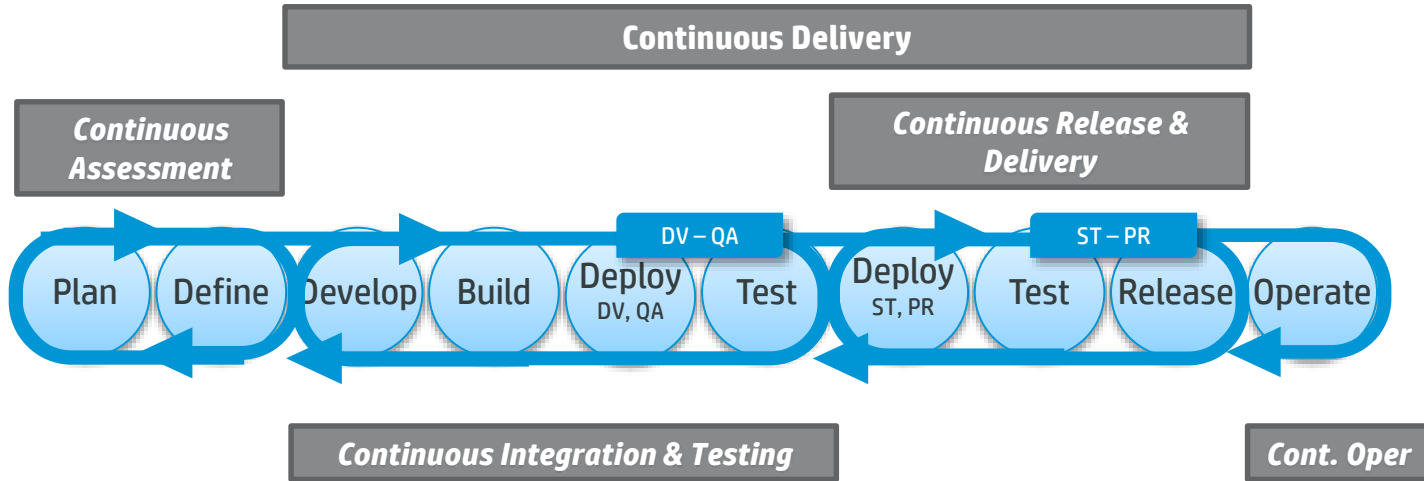 Continuous Delivery
Continuous
Assessment
Continuous Release &
Delivery
DV – QA
ST – PR
Plan
Define
Develop
Build
Deploy
DV, QA
Test
Deploy
ST, PR
Test
Release
Operate
Continuous Integration & Testing
Cont. Oper